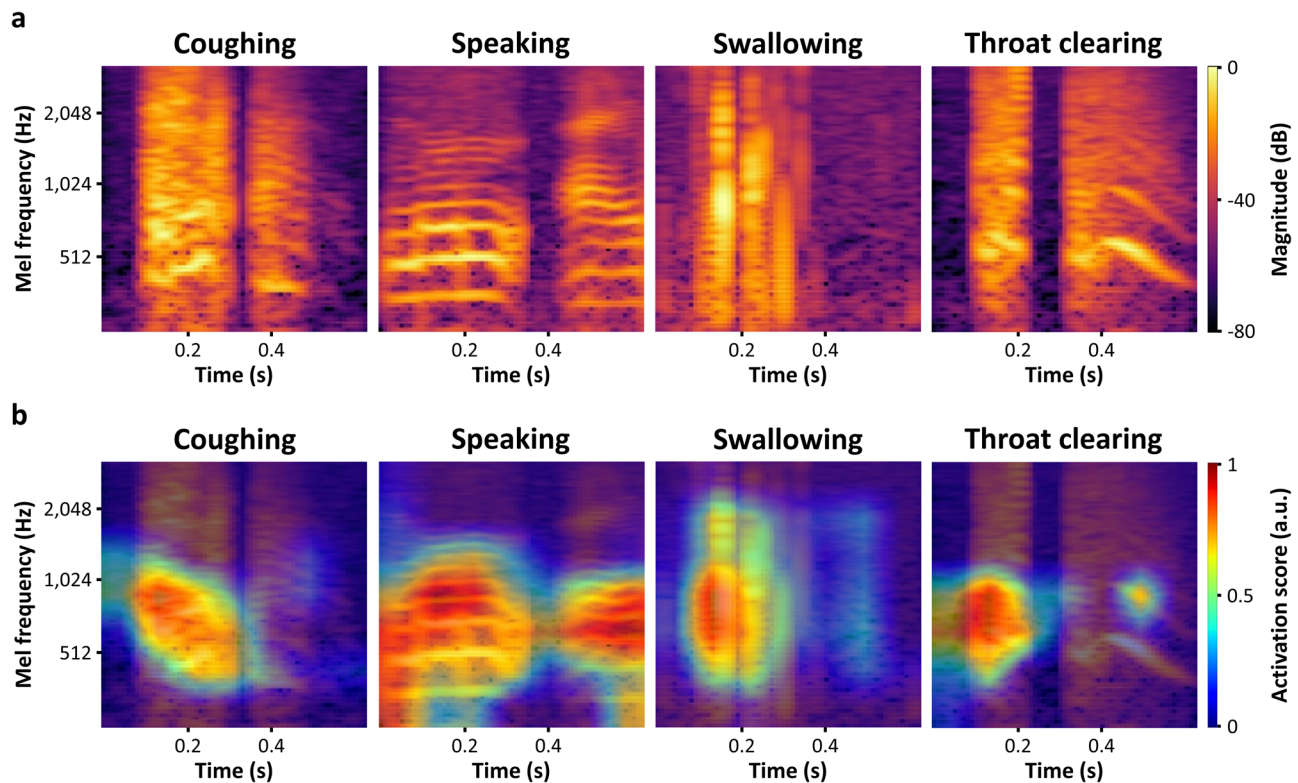 a
Coughing
Speaking
Swallowing
Throat clearing
Mel frequency (Hz)
2,048
1,024
512
0.2
0.4
Time (s)
0.2
0.4
Time (s)
0.2
0.4
Time (s)
0.2
0.4
Time (s)
0
-40
-80
Magnitude (dB)
b
Coughing
Speaking
Swallowing
Throat clearing
Mel frequency (Hz)
2,048
1,024
512
0.2
0.4
Time (s)
0.2
0.4
Time (s)
0.2
0.4
Time (s)
0.2
0.4
Time (s)
1
0.5
0
Activation score (a.u.)